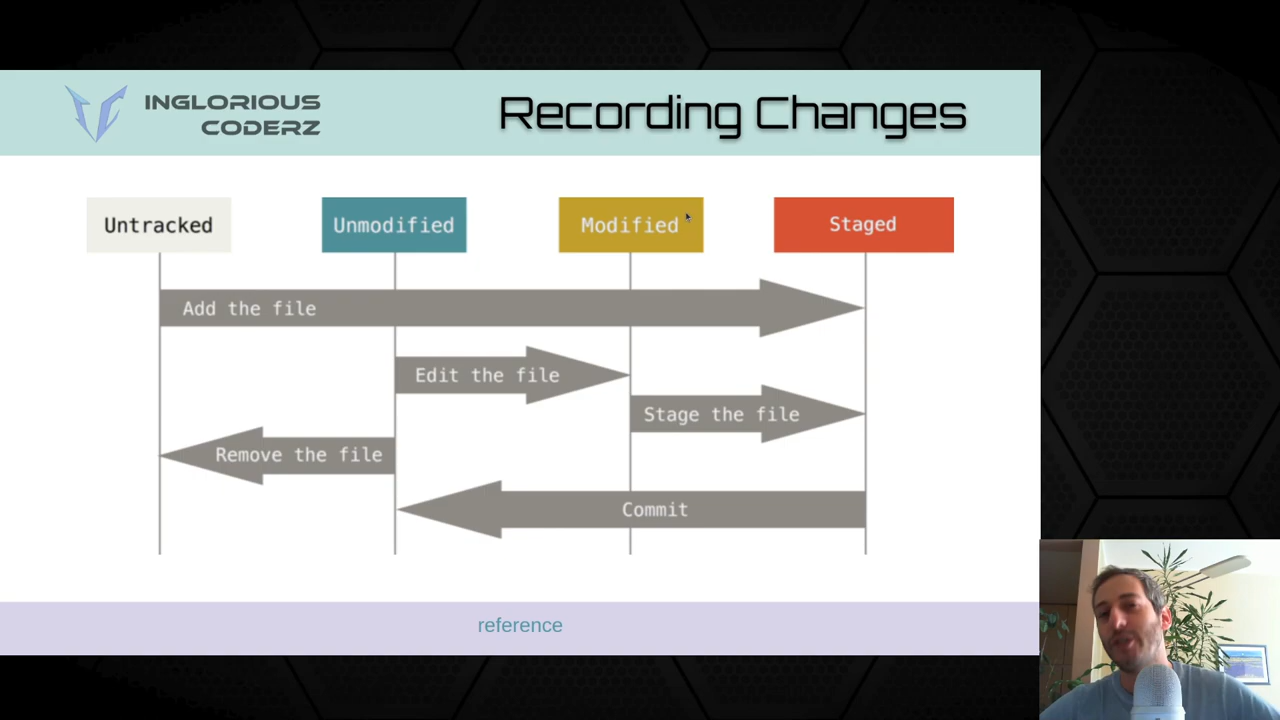 INGLORIOUS
CODERZ
Recording Changes
Untracked
Unmodified
Modified
Staged
Add the file
Edit the file
Stage the file
Remove the file
Commit
reference